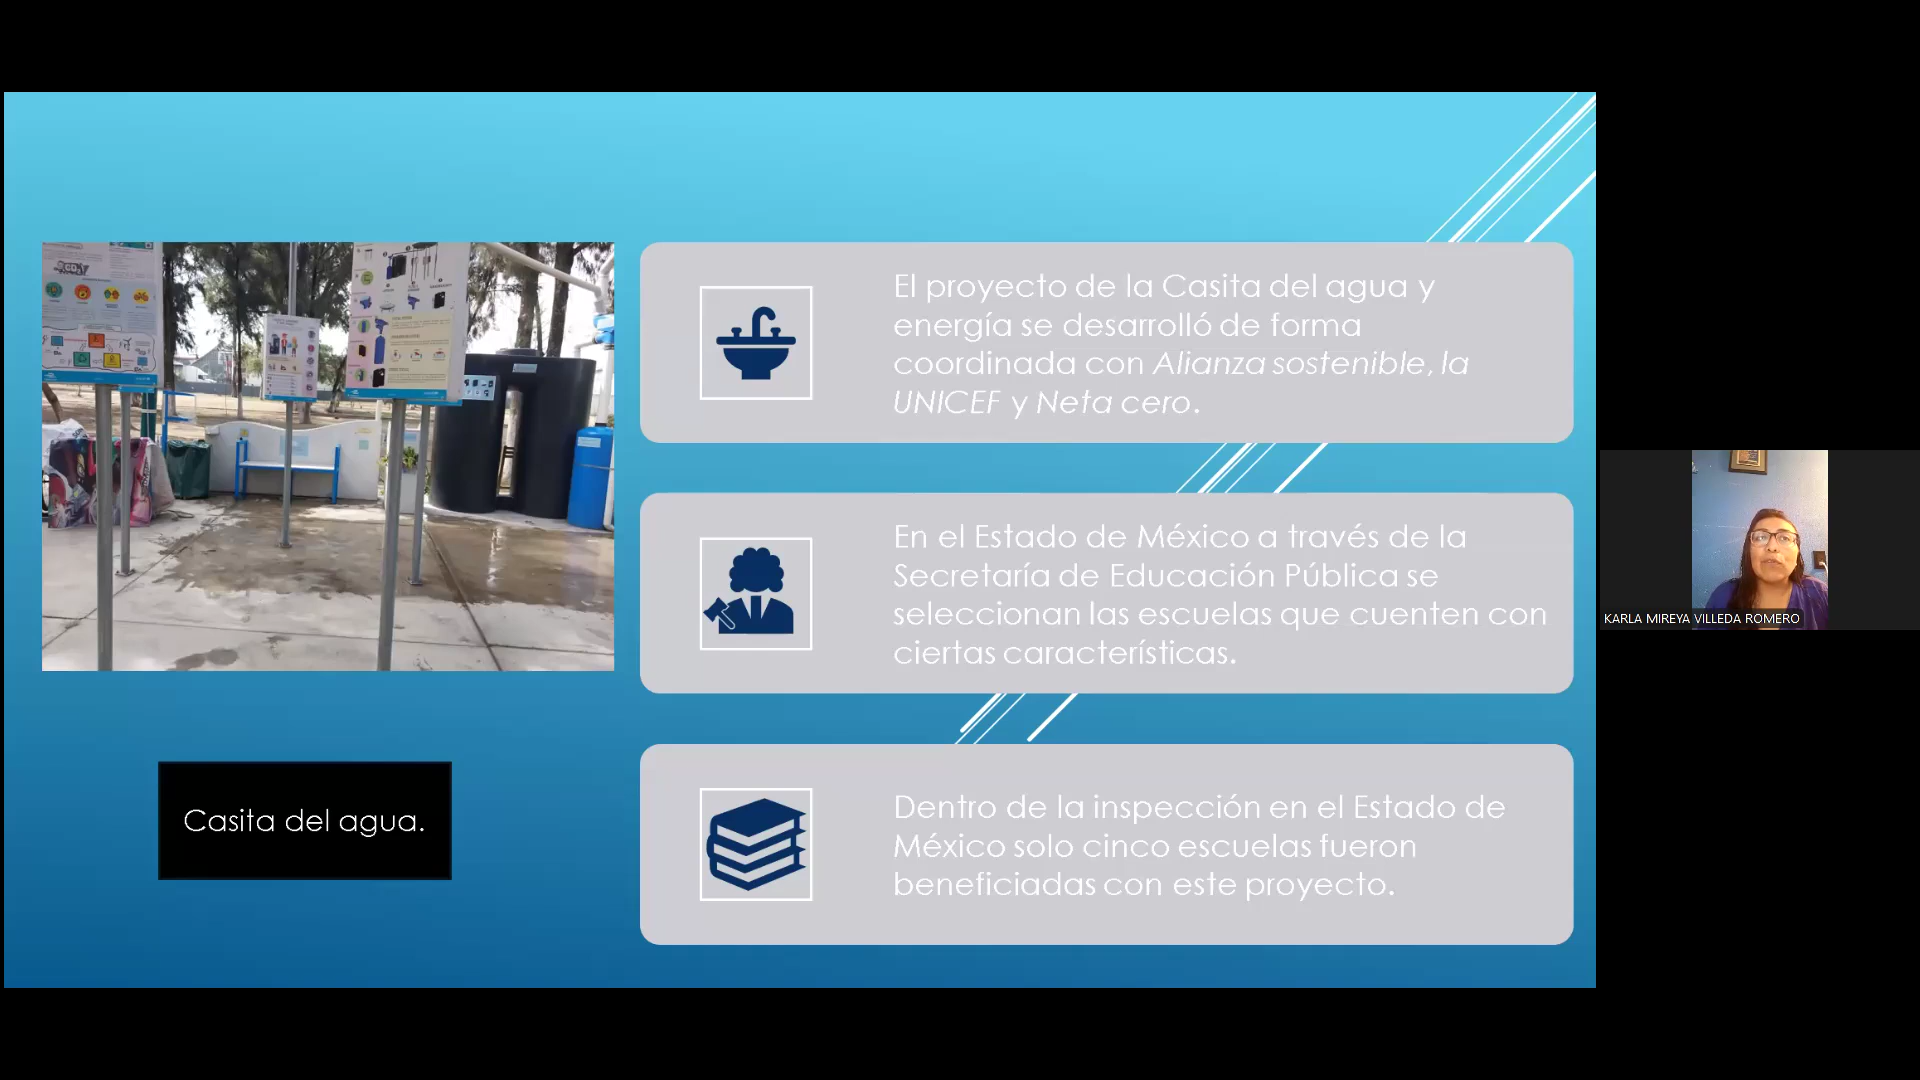 El proyecto de la Casita del agua y
energía se desarrolló de forma
coordinada con Alianza sostenible, la
UNICEF y Neta cero.
En el Estado de México a través de la
Secretaría de Educación Pública se
seleccionan las escuelas que cuenten con
ciertas características.
Dentro de la inspección en el Estado de
México solo cinco escuelas fueron
beneficiadas con este proyecto.
Casita del agua.
KARLA MIREYA VILLEDA ROMERO